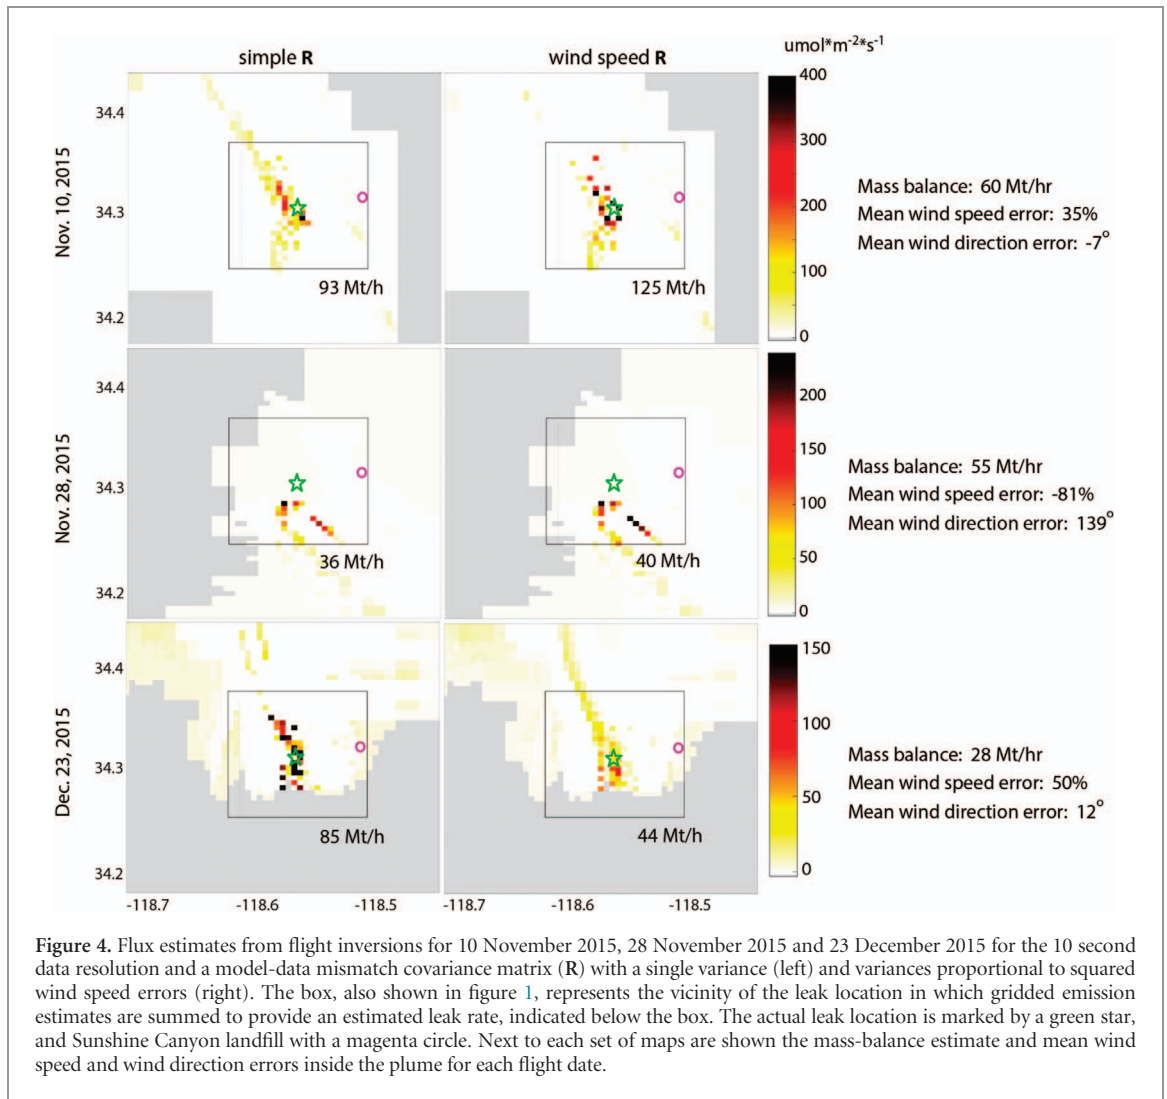 simple R
wind speed R
umol*m-2*s-1
Nov. 10, 2015
34.4
34.3
34.2
93 Mt/h
125 Mt/h
400
300
200
100
0
Mass balance: 60 Mt/hr
Mean wind speed error: 35%
Mean wind direction error: -7°
Nov. 28, 2015
34.4
34.3
34.2
36 Mt/h
40 Mt/h
200
150
100
50
0
Mass balance: 55 Mt/hr
Mean wind speed error: -81%
Mean wind direction error: 139°
Dec. 23, 2015
34.4
34.3
34.2
85 Mt/h
44 Mt/h
150
100
50
0
Mass balance: 28 Mt/hr
Mean wind speed error: 50%
Mean wind direction error: 12°
-118.7 -118.6 -118.5 -118.7 -118.6 -118.5
Figure 4. Flux estimates from flight inversions for 10 November 2015, 28 November 2015 and 23 December 2015 for the 10 second
data resolution and a model-data mismatch covariance matrix (R) with a single variance (left) and variances proportional to squared
wind speed errors (right). The box, also shown in figure 1, represents the vicinity of the leak location in which gridded emission
estimates are summed to provide an estimated leak rate, indicated below the box. The actual leak location is marked by a green star,
and Sunshine Canyon landfill with a magenta circle. Next to each set of maps are shown the mass-balance estimate and mean wind
speed and wind direction errors inside the plume for each flight date.